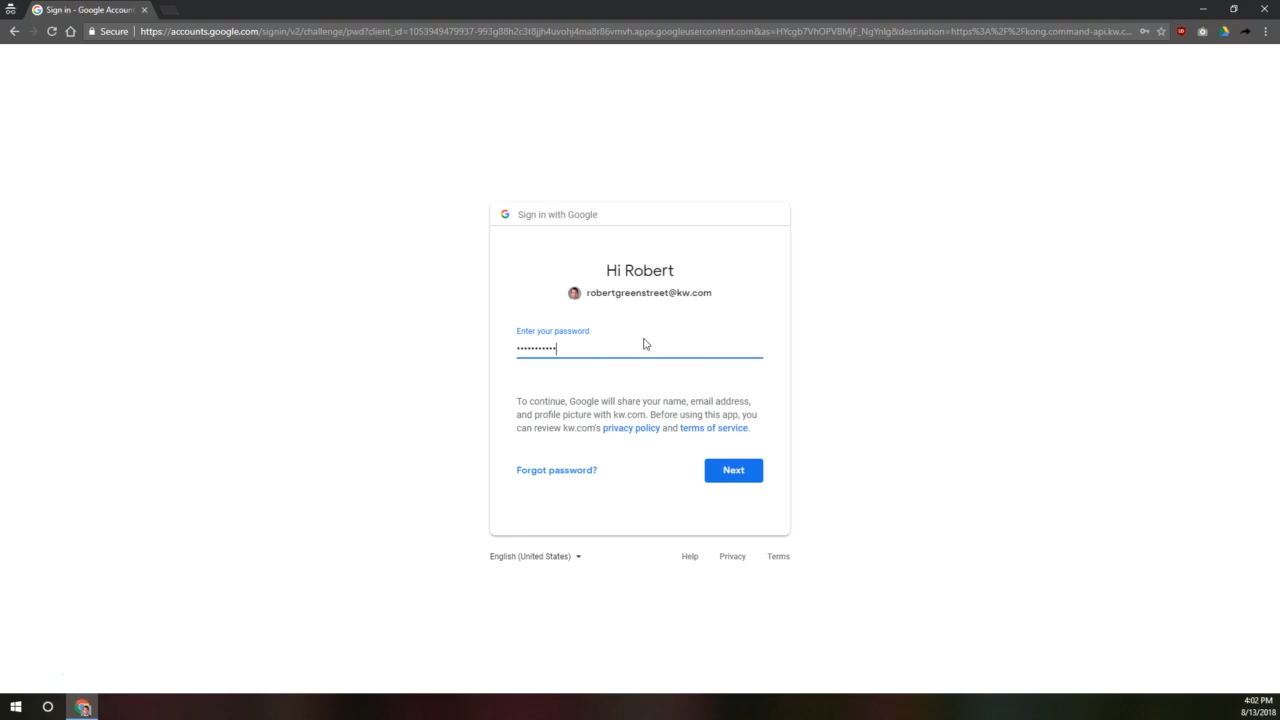 Sign in - Google Accoun
Secure
https://accounts.google.com/signin/v2/challenge/pwd?client_id=1053949479937-993g88h2c3t8jjh4uvohj4ma8r86vmvh.apps.googleusercontent.com&as=HYcgb7VhOPVBMjF_NgYnlg&destination=https%3A%2F%2Fkong.command-api.kw.c...
Sign in with Google
Hi Robert
robertgreenstreet@kw.com
Enter your password
•••••••••••
To continue, Google will share your name, email address,
and profile picture with kw.com. Before using this app, you
can review kw.com's privacy policy and terms of service.
Forgot password?
Next
English (United States)
Help
Privacy
Terms
4:02 PM
8/13/2018